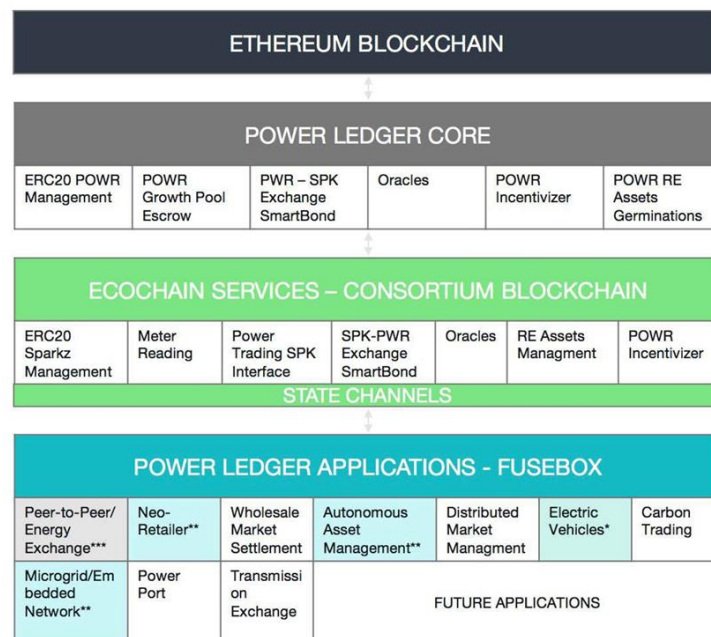 ETHEREUM BLOCKCHAIN
POWER LEDGER CORE
ERC20 POWR
Management
POWR
Growth Pool
Escrow
PWR – SPK
Exchange
SmartBond
Oracles
POWR
Incentivizer
POWR RE
Assets
Germinations
ECOCHAIN SERVICES – CONSORTIUM BLOCKCHAIN
ERC20
Sparkz
Management
Meter
Reading
Power
Trading SPK
Interface
SPK-PWR
Exchange
SmartBond
Oracles
RE Assets
Managment
POWR
Incentivizer
STATE CHANNELS
POWER LEDGER APPLICATIONS - FUSEBOX
Peer-to-Peer/
Energy
Exchange***
Neo-
Retailer**
Wholesale
Market
Settlement
Autonomous
Asset
Management**
Distributed
Market
Managment
Electric
Vehicles*
Carbon
Trading
Microgrid/Em
bedded
Network**
Power
Port
Transmissi
on
Exchange
FUTURE APPLICATIONS